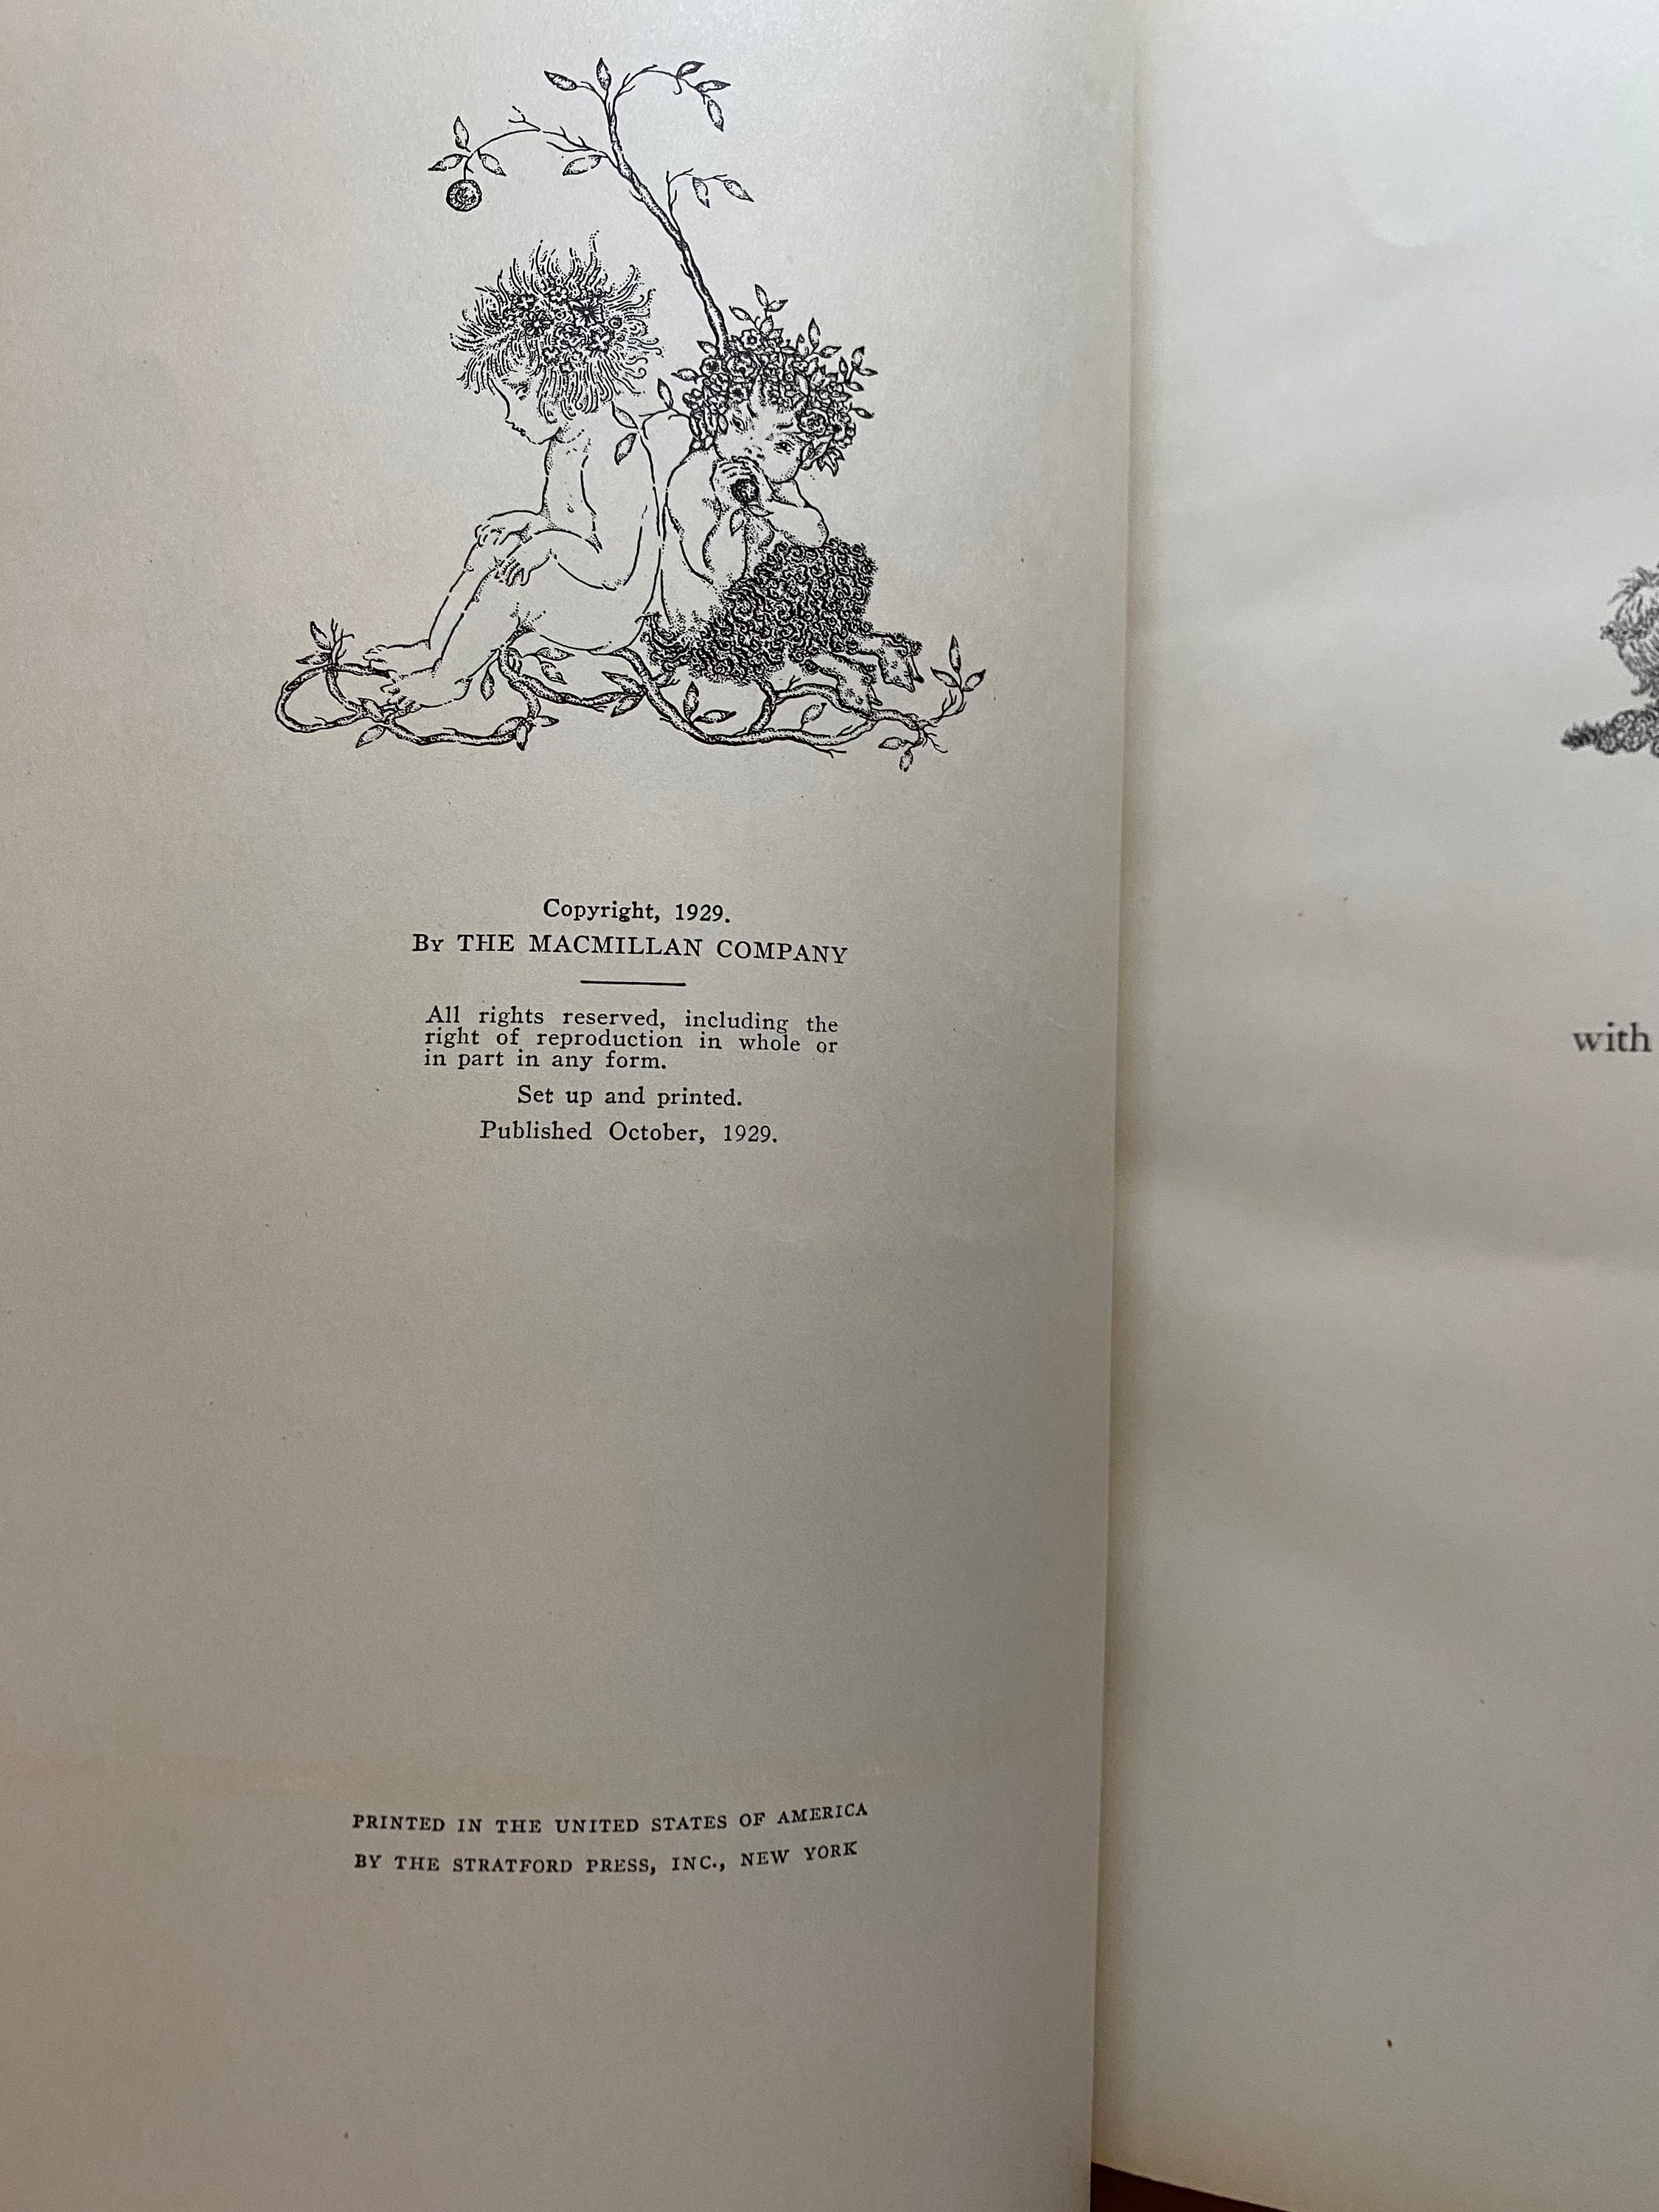 Copyright, 1929.
By THE MACMILLAN COMPANY
All rights reserved, including the
right of reproduction in whole or
in part in any form.
Set up and printed.
Published October, 1929.
PRINTED IN THE UNITED STATES OF AMERICA
BY THE STRATFORD PRESS, INC., NEW YORK
with